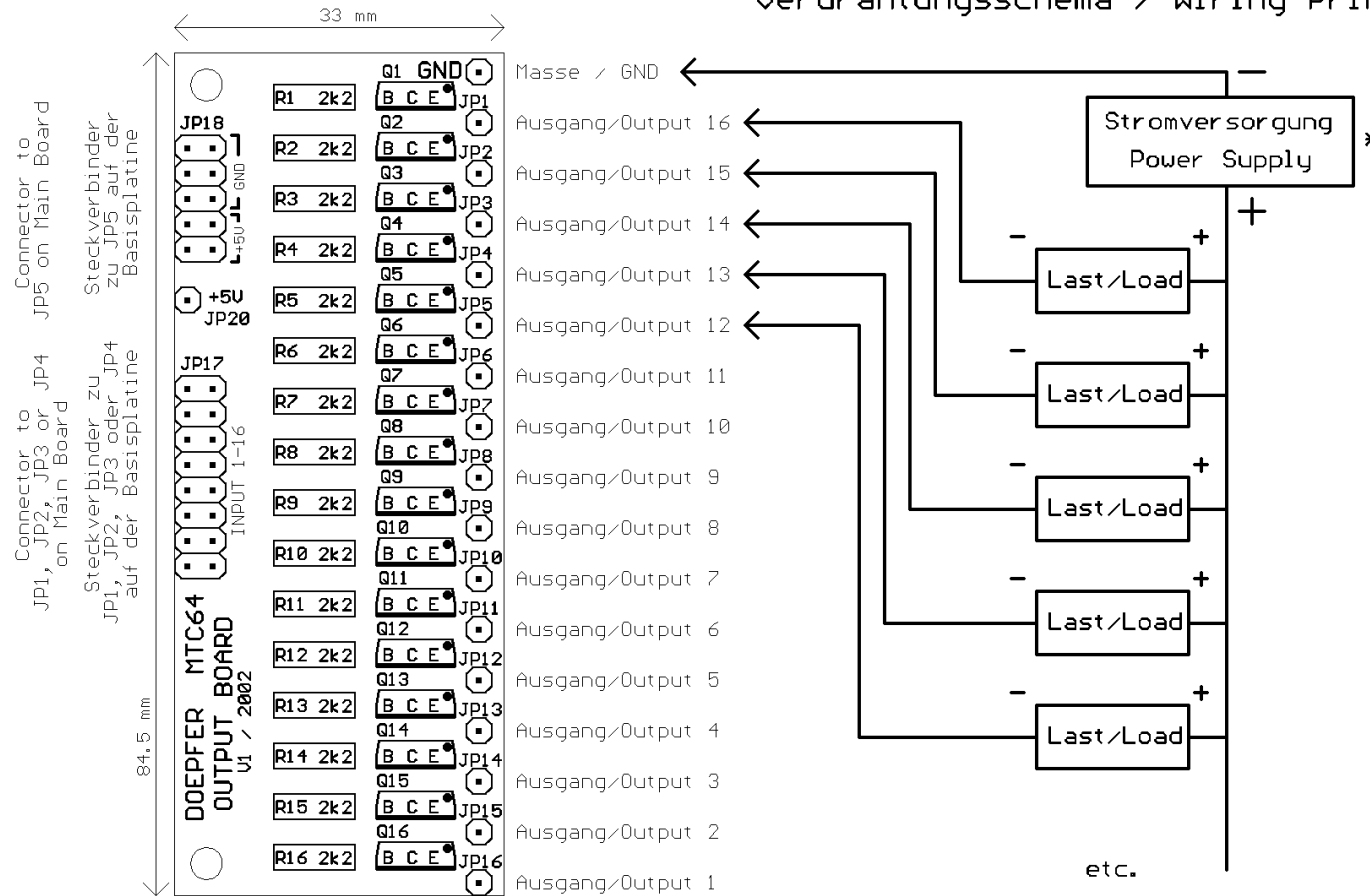 Verdrahtungsschema / Wiring Pri
33 mm
84.5 mm
Connector to
JP5 on Main Board
Steckverbinder
zu JP5 auf der
Basisplatine
Connector to
JP1, JP2, JP3 or JP4
on Main Board
Steckverbinder zu
JP1, JP2, JP3 oder JP4
auf der Basisplatine
JP18
GND
+5V
+5V
JP20
JP17
INPUT 1-16
DOEPFER MTC64
OUTPUT BOARD
V1 / 2002
GND
Q1
R1 2k2
B C E
JP1
Q2
R2 2k2
B C E
JP2
Q3
R3 2k2
B C E
JP3
Q4
R4 2k2
B C E
JP4
Q5
R5 2k2
B C E
JP5
Q6
R6 2k2
B C E
JP6
Q7
R7 2k2
B C E
JP7
Q8
R8 2k2
B C E
JP8
Q9
R9 2k2
B C E
JP9
Q10
R10 2k2
B C E
JP10
Q11
R11 2k2
B C E
JP11
Q12
R12 2k2
B C E
JP12
Q13
R13 2k2
B C E
JP13
Q14
R14 2k2
B C E
JP14
Q15
R15 2k2
B C E
JP15
Q16
R16 2k2
B C E
JP16
Masse / GND
Ausgang/Output 16
Ausgang/Output 15
Ausgang/Output 14
Ausgang/Output 13
Ausgang/Output 12
Ausgang/Output 11
Ausgang/Output 10
Ausgang/Output 9
Ausgang/Output 8
Ausgang/Output 7
Ausgang/Output 6
Ausgang/Output 5
Ausgang/Output 4
Ausgang/Output 3
Ausgang/Output 2
Ausgang/Output 1
−
Stromversorgung
Power Supply
*
+
− +
Last/Load
− +
Last/Load
− +
Last/Load
− +
Last/Load
− +
Last/Load
etc.